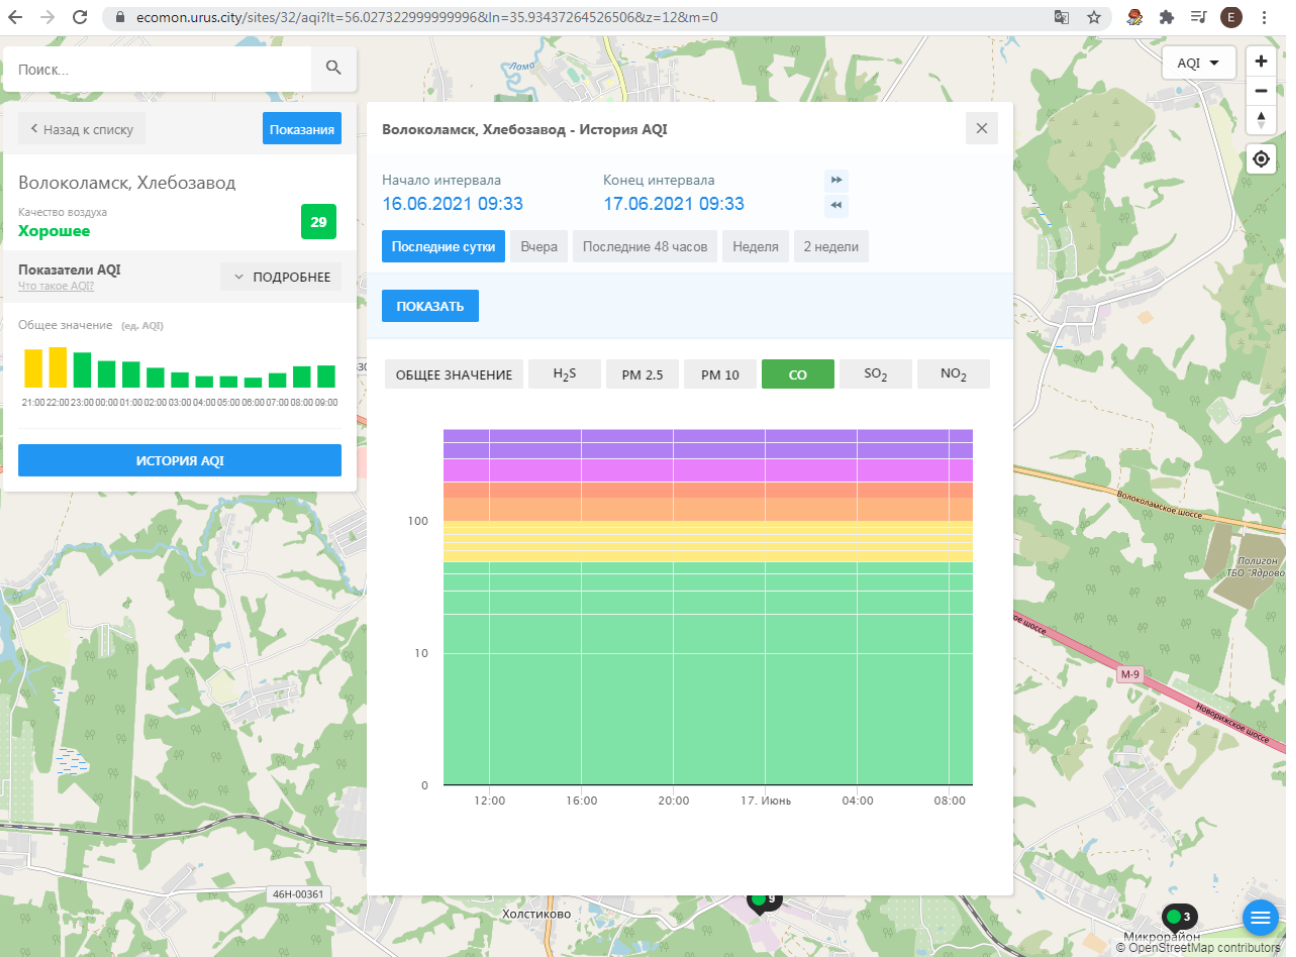 ecomon.urus.city/sites/32/aqi?lt=56.027322999999996&ln=35.93437264526506&z=12&m=0
E
Поиск...
Лама
AQI
Назад к списку
Показания
Волоколамск, Хлебозавод - История AQI
Волоколамск, Хлебозавод
Качество воздуха
Хорошее
29
Начало интервала
Конец интервала
16.06.2021 09:33
17.06.2021 09:33
Последние сутки
Вчера
Последние 48 часов
Неделя
2 недели
Показатели AQI
Что такое AQI?
ПОДРОБНЕЕ
ПОКАЗАТЬ
Общее значение (ед. AQI)
21:00 22:00 23:00 00:00 01:00 02:00 03:00 04:00 05:00 06:00 07:00 08:00 09:00
ИСТОРИЯ AQI
ОБЩЕЕ ЗНАЧЕНИЕ
H2S
PM 2.5
PM 10
CO
SO2
NO2
100
10
0
12:00
16:00
20:00
17. Июнь
04:00
08:00
Волоколамское шоссе
Полигон
ТБО "Ядрово
ое шоссе
М-9
Новорижское шоссе
46Н-00361
Холстиково
9
3
Микрорайон
© OpenStreetMap contributors